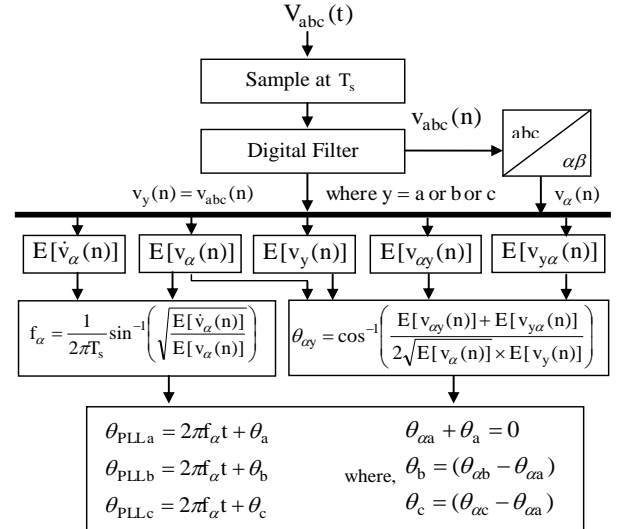 V_abc(t)
Sample at T_s
v_abc(n)
Digital Filter
abc
αβ
v_y(n) = v_abc(n)
where y = a or b or c
v_α(n)
E[v̇_α(n)]
E[v_α(n)]
E[v_y(n)]
E[v_αy(n)]
E[v_yα(n)]
f_α = 1/(2πT_s) sin⁻¹(√(E[v̇_α(n)]/E[v_α(n)]))
θ_αy = cos⁻¹((E[v_αy(n)] + E[v_yα(n)])/(2√(E[v_α(n)]) × E[v_y(n)]))
θ_PLLa = 2πf_αt + θ_a
θ_αa + θ_a = 0
θ_PLLb = 2πf_αt + θ_b
where, θ_b = (θ_αb − θ_αa)
θ_PLLc = 2πf_αt + θ_c
θ_c = (θ_αc − θ_αa)